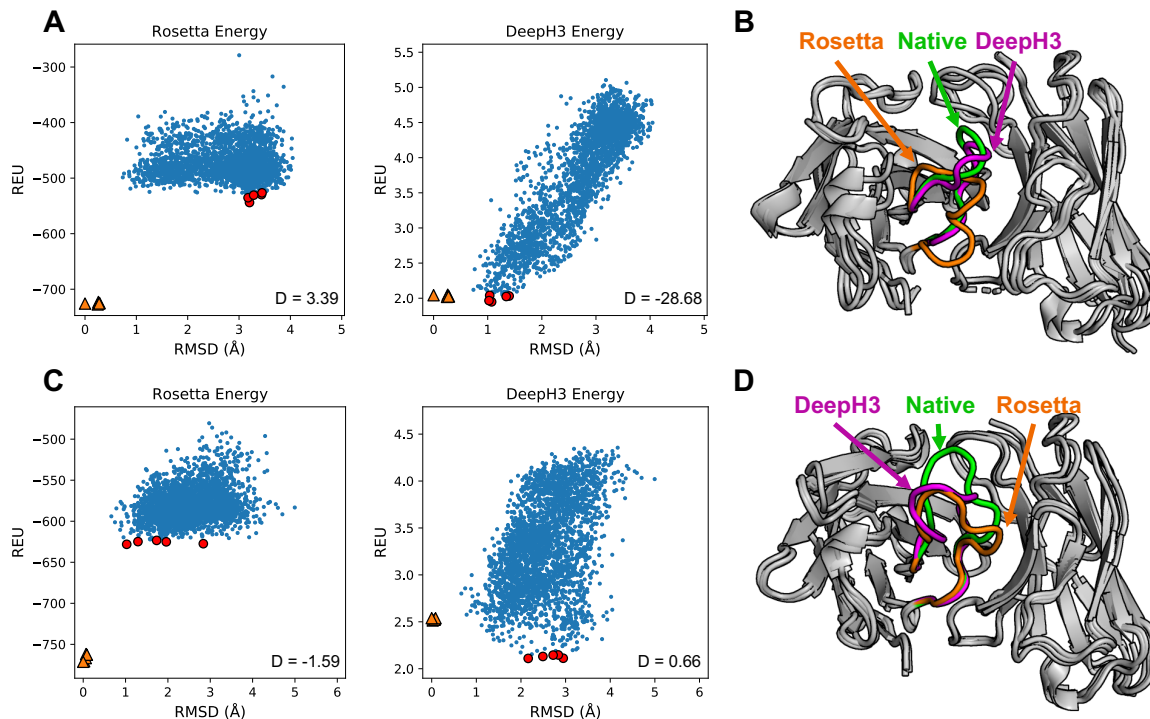 A
Rosetta Energy
REU
−300
−400
−500
−600
−700
D = 3.39
0 1 2 3 4 5
RMSD (Å)
DeepH3 Energy
REU
5.5
5.0
4.5
4.0
3.5
3.0
2.5
2.0
D = -28.68
0 1 2 3 4 5
RMSD (Å)
B
Rosetta Native DeepH3
C
Rosetta Energy
REU
−500
−550
−600
−650
−700
−750
D = -1.59
0 1 2 3 4 5 6
RMSD (Å)
DeepH3 Energy
REU
4.5
4.0
3.5
3.0
2.5
2.0
D = 0.66
0 1 2 3 4 5 6
RMSD (Å)
D
DeepH3 Native Rosetta